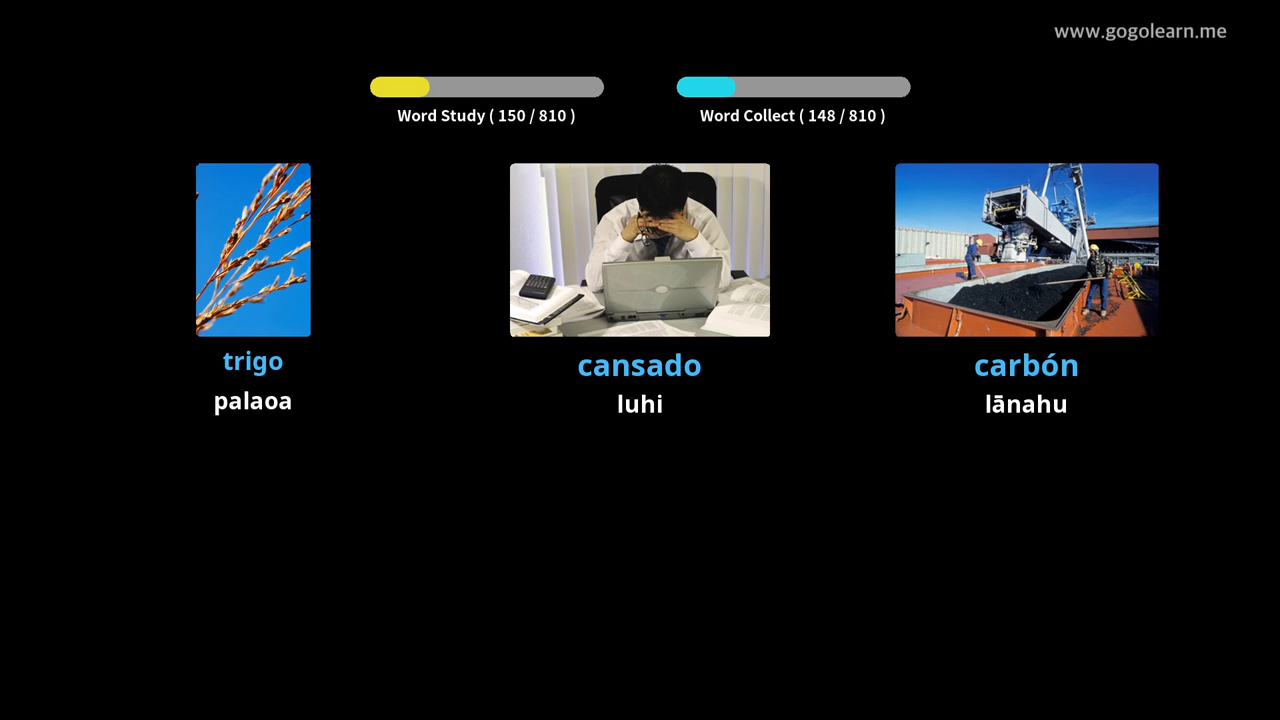 www.gogolearn.me
Word Study ( 150 / 810 )
Word Collect ( 148 / 810 )
trigo
palaoa
cansado
luhi
carbón
lānahu